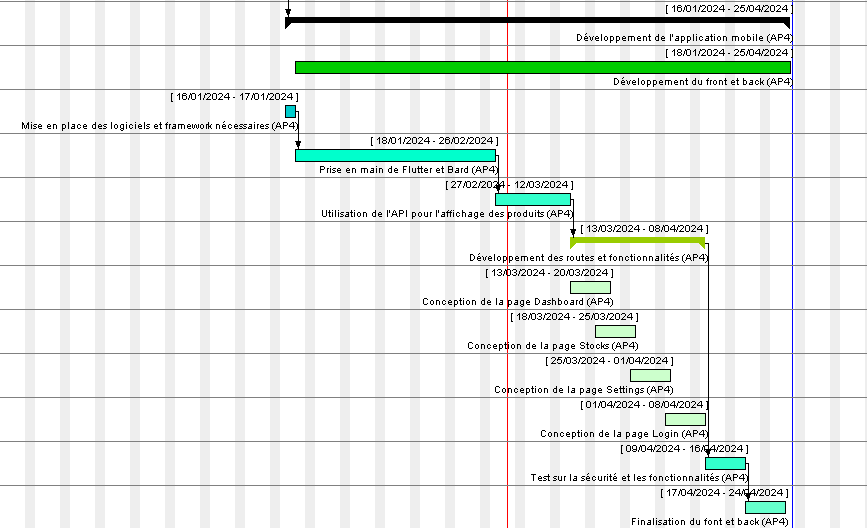 [ 16/01/2024 - 25/04/2024 ]
Développement de l'application mobile (AP4)
[ 18/01/2024 - 25/04/2024 ]
Développement du front et back (AP4)
[ 16/01/2024 - 17/01/2024 ]
Mise en place des logiciels et framework nécessaires (AP4)
[ 18/01/2024 - 26/02/2024 ]
Prise en main de Flutter et Bard (AP4)
[ 27/02/2024 - 12/03/2024 ]
Utilisation de l'API pour l'affichage des produits (AP4)
[ 13/03/2024 - 08/04/2024 ]
Développement des routes et fonctionnalités (AP4)
[ 13/03/2024 - 20/03/2024 ]
Conception de la page Dashboard (AP4)
[ 18/03/2024 - 25/03/2024 ]
Conception de la page Stocks (AP4)
[ 25/03/2024 - 01/04/2024 ]
Conception de la page Settings (AP4)
[ 01/04/2024 - 08/04/2024 ]
Conception de la page Login (AP4)
[ 09/04/2024 - 16/04/2024 ]
Test sur la sécurité et les fonctionalités (AP4)
[ 17/04/2024 - 24/04/2024 ]
Finalisation du font et back (AP4)